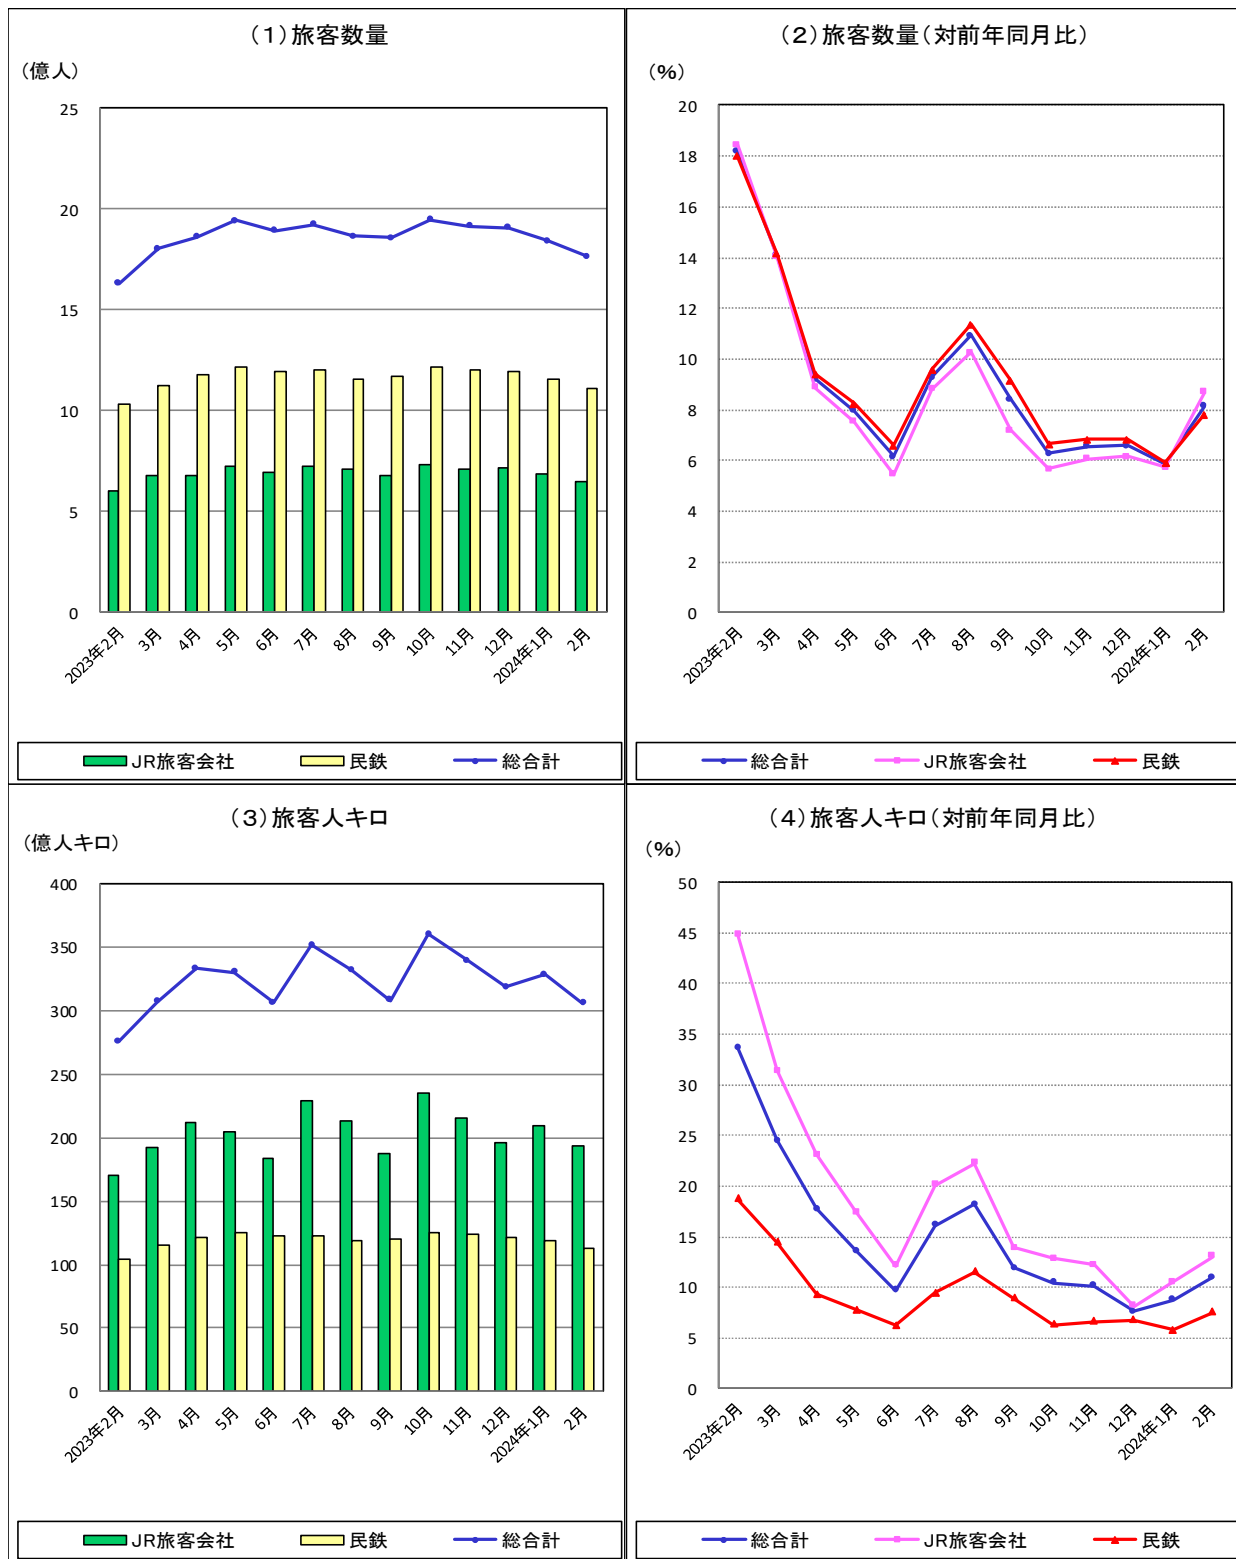 (1)旅客数量
(億人)
25
20
15
10
5
0
2023年2月 3月 4月 5月 6月 7月 8月 9月 10月 11月 12月 2024年1月 2月
JR旅客会社 民鉄 総合計
(2)旅客数量(対前年同月比)
(%)
20
18
16
14
12
10
8
6
4
2
0
2023年2月 3月 4月 5月 6月 7月 8月 9月 10月 11月 12月 2024年1月 2月
総合計 JR旅客会社 民鉄
(3)旅客人キロ
(億人キロ)
400
350
300
250
200
150
100
50
0
2023年2月 3月 4月 5月 6月 7月 8月 9月 10月 11月 12月 2024年1月 2月
JR旅客会社 民鉄 総合計
(4)旅客人キロ(対前年同月比)
(%)
50
45
40
35
30
25
20
15
10
5
0
2023年2月 3月 4月 5月 6月 7月 8月 9月 10月 11月 12月 2024年1月 2月
総合計 JR旅客会社 民鉄